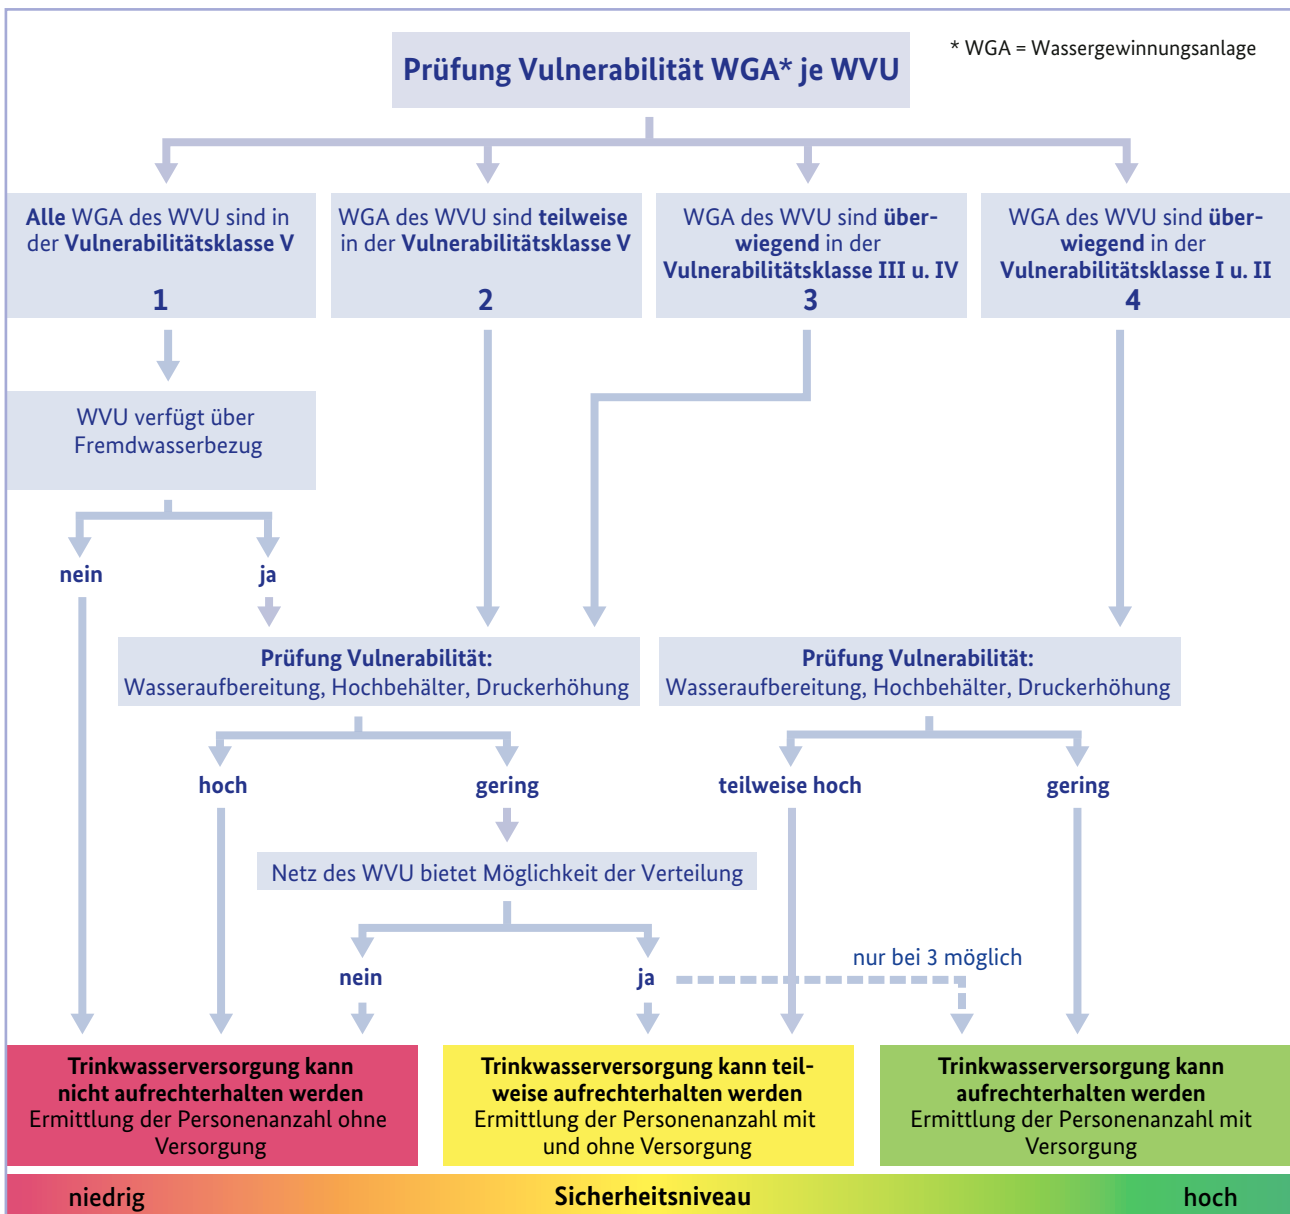 Prüfung Vulnerabilität WGA* je WVU
* WGA = Wassergewinnungsanlage
Alle WGA des WVU sind in
der Vulnerabilitätsklasse V
1
WGA des WVU sind teilweise
in der Vulnerabilitätsklasse V
2
WGA des WVU sind über-
wiegend in der
Vulnerabilitätsklasse III u. IV
3
WGA des WVU sind über-
wiegend in der
Vulnerabilitätsklasse I u. II
4
WVU verfügt über
Fremdwasserbezug
nein
ja
Prüfung Vulnerabilität:
Wasseraufbereitung, Hochbehälter, Druckerhöhung
Prüfung Vulnerabilität:
Wasseraufbereitung, Hochbehälter, Druckerhöhung
hoch
gering
teilweise hoch
gering
Netz des WVU bietet Möglichkeit der Verteilung
nein
ja
nur bei 3 möglich
Trinkwasserversorgung kann
nicht aufrechterhalten werden
Ermittlung der Personenanzahl ohne
Versorgung
Trinkwasserversorgung kann teil-
weise aufrechterhalten werden
Ermittlung der Personenanzahl mit
und ohne Versorgung
Trinkwasserversorgung kann
aufrechterhalten werden
Ermittlung der Personenanzahl mit
Versorgung
niedrig
Sicherheitsniveau
hoch